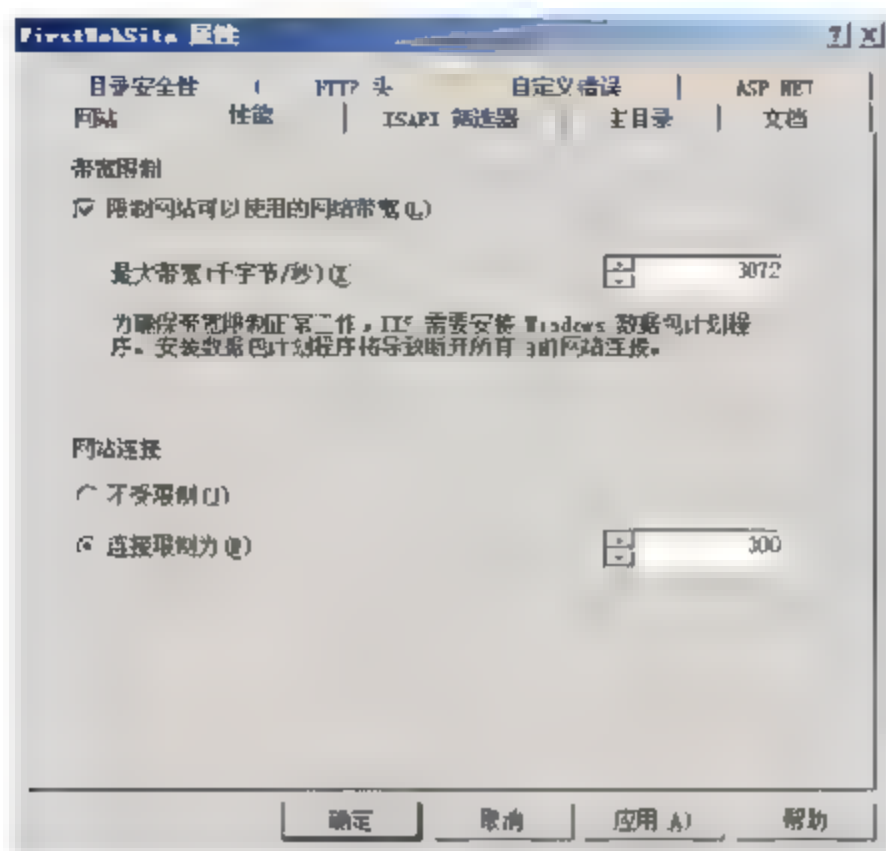 FirstWebSite 属性
目录安全性 HTTP 头 自定义错误 ASP.NET
网站 性能 ISAPI 筛选器 主目录 文档
带宽限制
限制网站可以使用的网络带宽(L)
最大带宽(千字节/秒)(X) 3072
为确保带宽限制正常工作，IIS 需要安装 Windows 数据包计划程
序。安装数据包计划程序将导致断开所有当前网站连接。
网站连接
不受限制(U)
连接限制为(W) 300
确定 取消 应用(A) 帮助